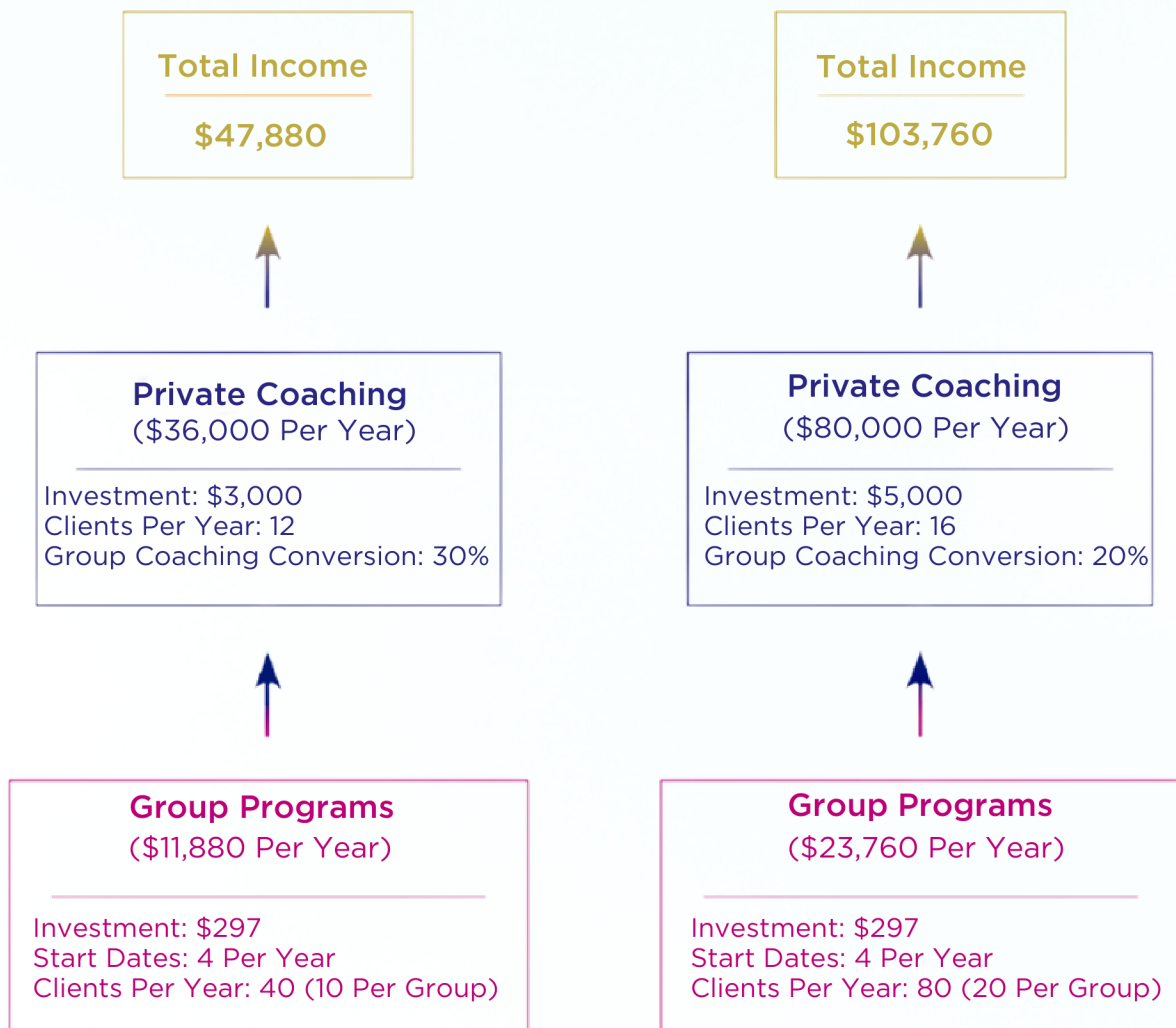 Total Income
$47,880
Private Coaching
($36,000 Per Year)
Investment: $3,000
Clients Per Year: 12
Group Coaching Conversion: 30%
Group Programs
($11,880 Per Year)
Investment: $297
Start Dates: 4 Per Year
Clients Per Year: 40 (10 Per Group)
Total Income
$103,760
Private Coaching
($80,000 Per Year)
Investment: $5,000
Clients Per Year: 16
Group Coaching Conversion: 20%
Group Programs
($23,760 Per Year)
Investment: $297
Start Dates: 4 Per Year
Clients Per Year: 80 (20 Per Group)